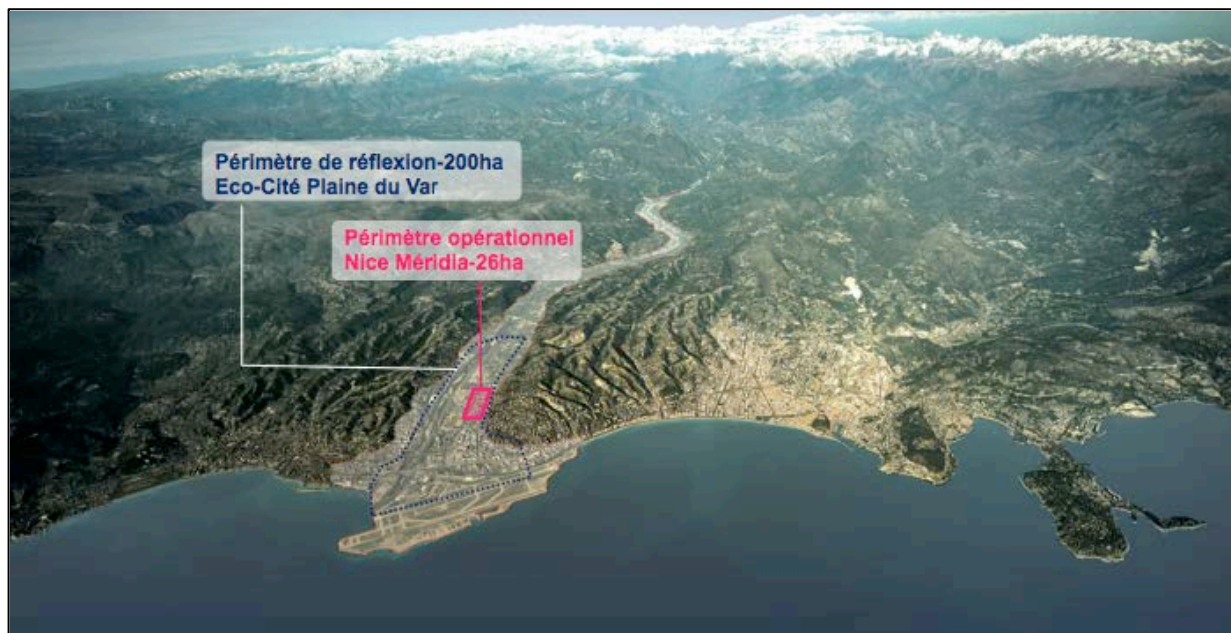 Périmètre de réflexion-200ha
Eco-Cité Plaine du Var
Périmètre opérationnel
Nice Méridia-26ha